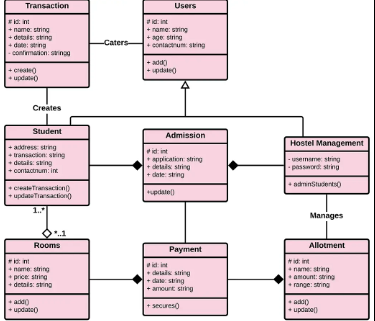 Transaction
# id: int
+ name: string
+ details: string
+ date: string
- confirmation: stringg
+ create()
+ update()
Caters
Users
# id: int
+ name: string
+ age: string
+ contactnum: string
+ add()
+ update()
Creates
Student
+ address: string
+ transaction: string
+ details: string
+ contactnum: int
+ createTransaction()
+ updateTransaction()
Admission
# id: int
+ application: string
+ details: string
+ date: string
+update()
Hostel Management
- username: string
- password: string
+ adminStudents()
1..*
*..1
Manages
Rooms
# id: int
+ name: string
+ price: string
+ details: string
+ add()
+ update()
Payment
# id: int
+ details: string
+ date: string
+ amount: string
+ secures()
Allotment
# id: int
+ name: string
+ amount: string
+ range: string
+ add()
+ update()